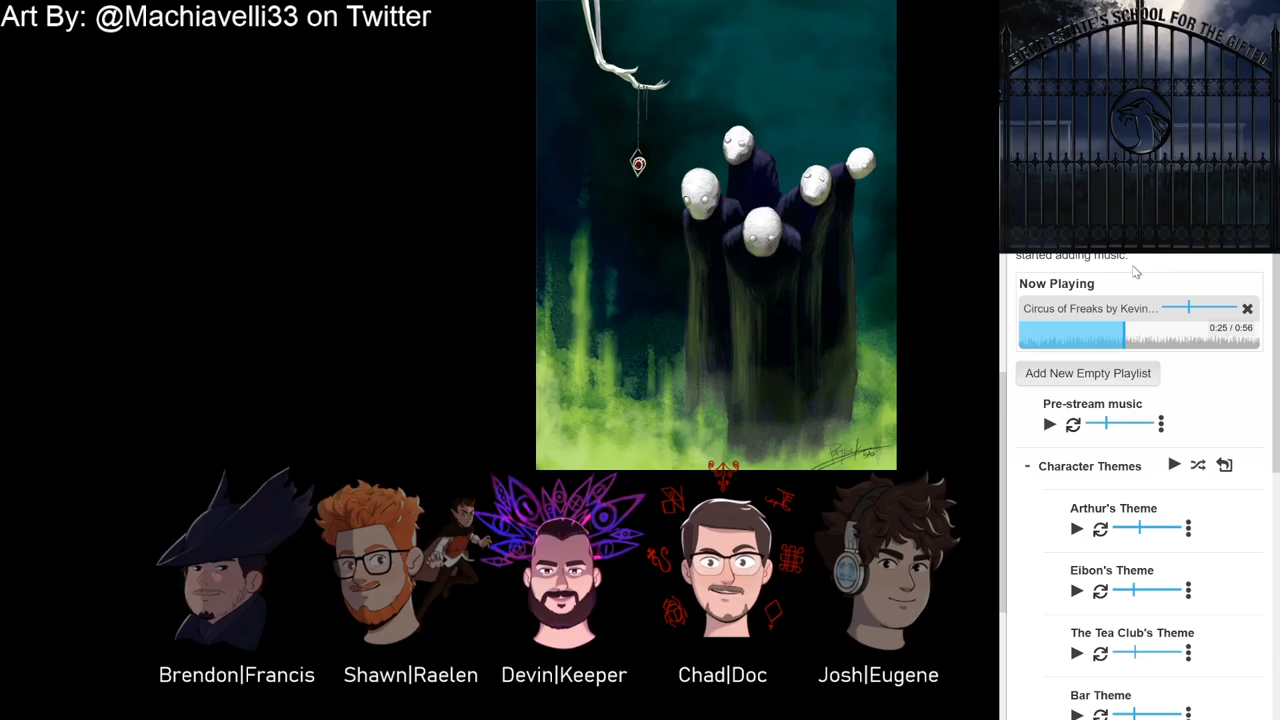 Art By: @Machiavelli33 on Twitter
EIBON ESTATE'S SCHOOL FOR THE GIFTED
started adding music.
Now Playing
Circus of Freaks by Kevin...
0:25 / 0:56
Add New Empty Playlist
Pre-stream music
- Character Themes
Arthur's Theme
Eibon's Theme
The Tea Club's Theme
Bar Theme
Brendon|Francis
Shawn|Raelen
Devin|Keeper
Chad|Doc
Josh|Eugene